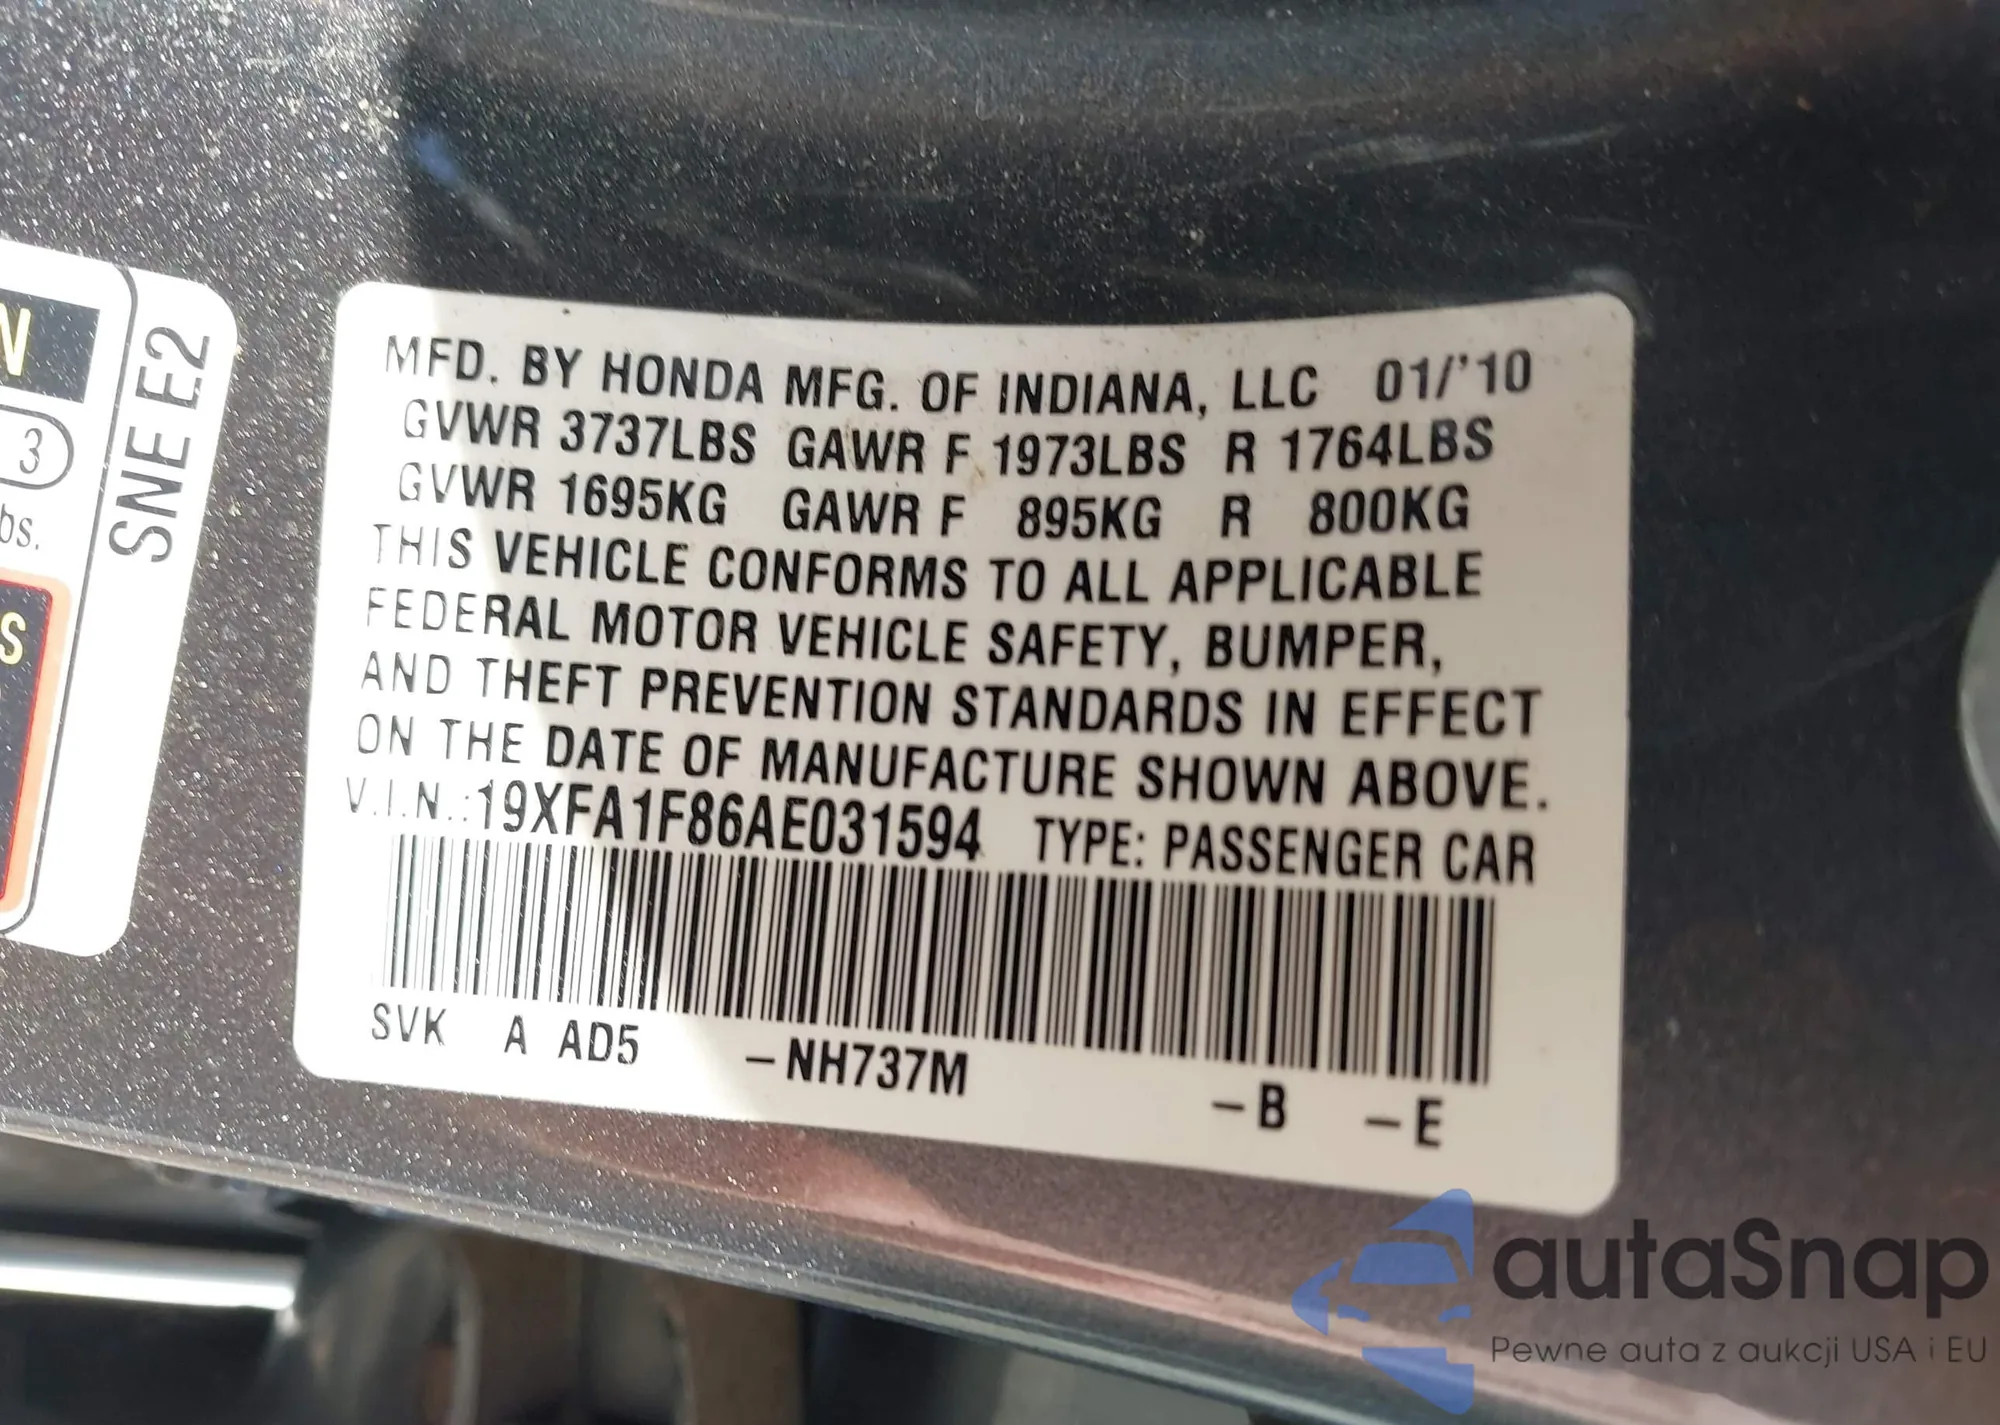 N
3
bs.
S
SNE E2
MFD. BY HONDA MFG. OF INDIANA, LLC 01/'10
GVWR 3737LBS GAWR F 1973LBS R 1764LBS
GVWR 1695KG GAWR F 895KG R 800KG
THIS VEHICLE CONFORMS TO ALL APPLICABLE
FEDERAL MOTOR VEHICLE SAFETY, BUMPER,
AND THEFT PREVENTION STANDARDS IN EFFECT
ON THE DATE OF MANUFACTURE SHOWN ABOVE.
V.I.N.:19XFA1F86AE031594 TYPE: PASSENGER CAR
SVK A AD5 -NH737M -B -E
autaSnap
Pewne auta z aukcji USA i EU